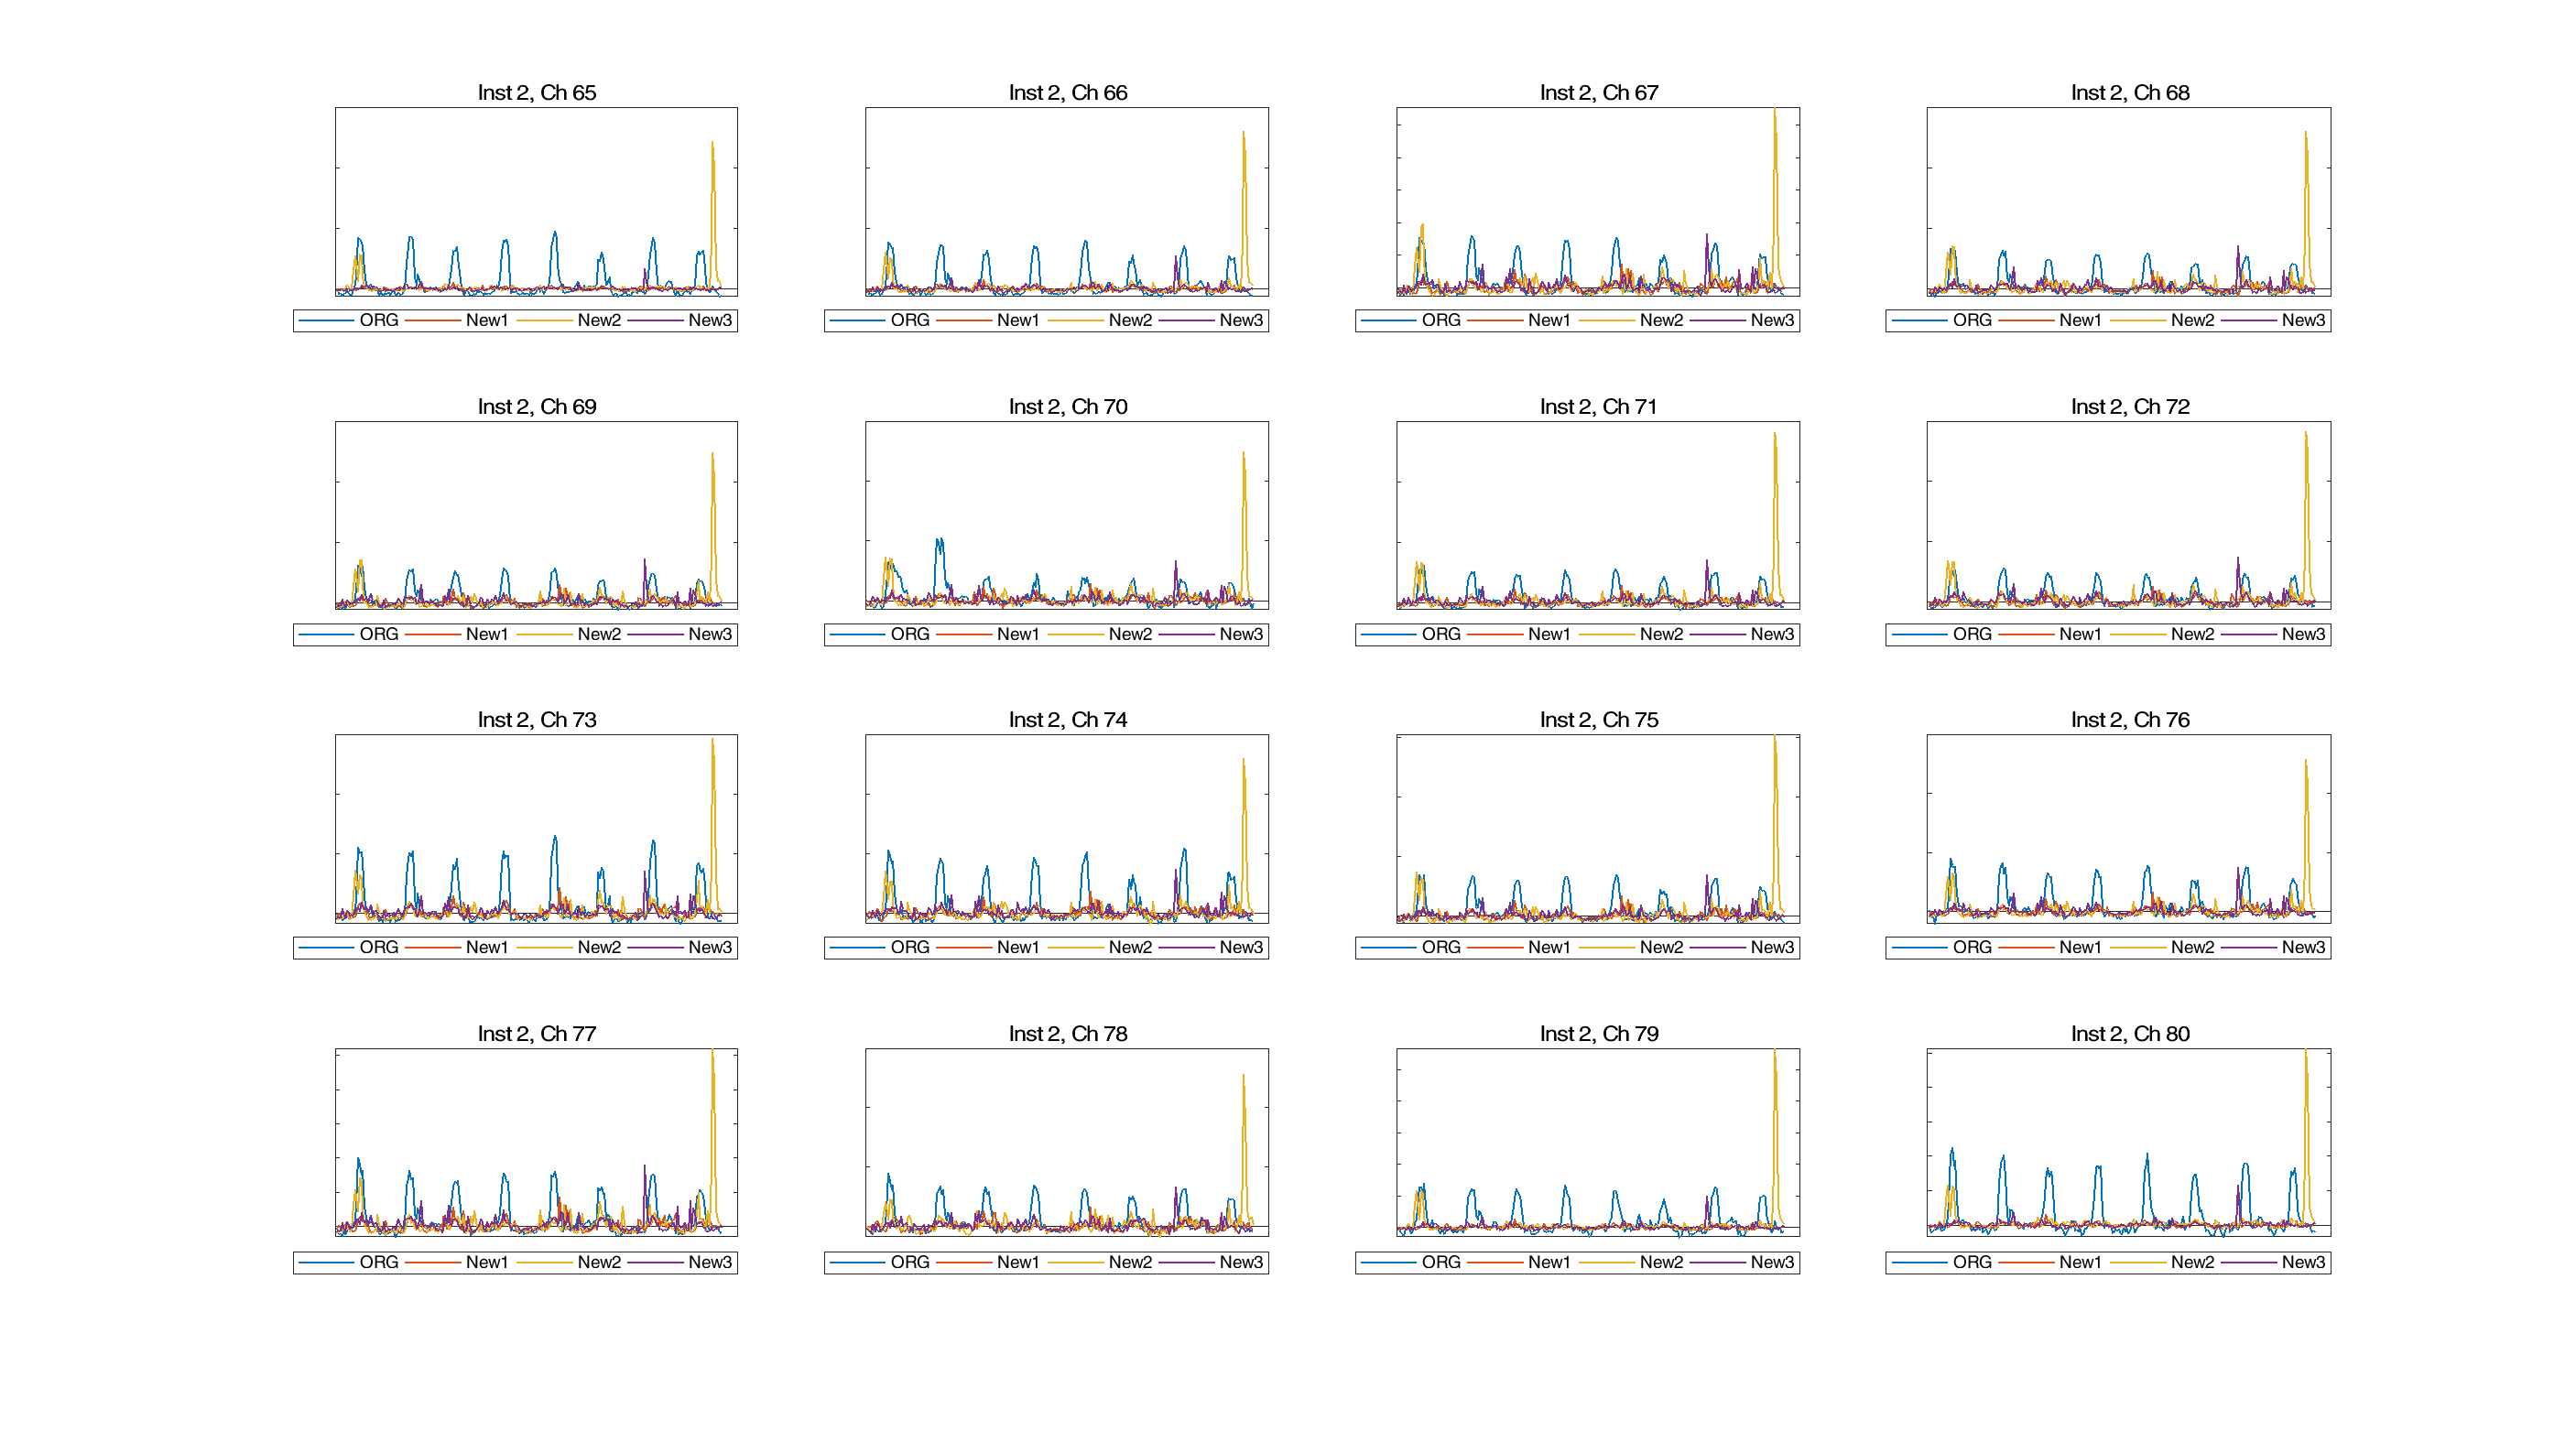 Inst 2, Ch 65
ORG New1 New2 New3
Inst 2, Ch 66
ORG New1 New2 New3
Inst 2, Ch 67
ORG New1 New2 New3
Inst 2, Ch 68
ORG New1 New2 New3
Inst 2, Ch 69
ORG New1 New2 New3
Inst 2, Ch 70
ORG New1 New2 New3
Inst 2, Ch 71
ORG New1 New2 New3
Inst 2, Ch 72
ORG New1 New2 New3
Inst 2, Ch 73
ORG New1 New2 New3
Inst 2, Ch 74
ORG New1 New2 New3
Inst 2, Ch 75
ORG New1 New2 New3
Inst 2, Ch 76
ORG New1 New2 New3
Inst 2, Ch 77
ORG New1 New2 New3
Inst 2, Ch 78
ORG New1 New2 New3
Inst 2, Ch 79
ORG New1 New2 New3
Inst 2, Ch 80
ORG New1 New2 New3